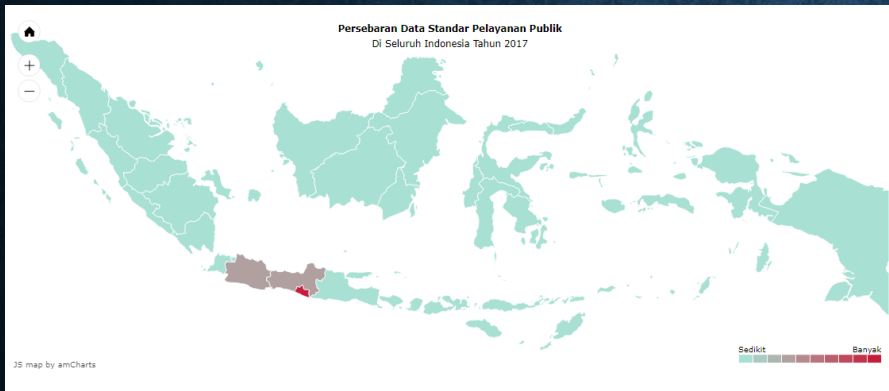 Persebaran Data Standar Pelayanan Publik
Di Seluruh Indonesia Tahun 2017
Sedikit Banyak
JS map by amCharts